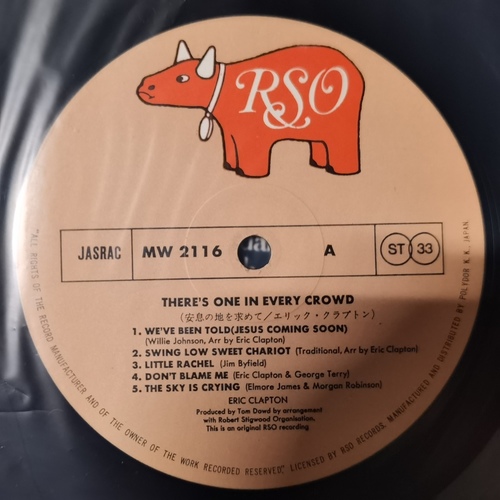 RSO
JASRAC
MW 2116
A
ST 33
THERE'S ONE IN EVERY CROWD
(安息の地を求めて/エリック・クラプトン)
1. WE'VE BEEN TOLD(JESUS COMING SOON)
(Willie Johnson, Arr by Eric Clapton)
2. SWING LOW SWEET CHARIOT (Traditional, Arr by Eric Clapton)
3. LITTLE RACHEL (Jim Byfield)
4. DON'T BLAME ME (Eric Clapton & George Terry)
5. THE SKY IS CRYING (Elmore James & Morgan Robinson)
ERIC CLAPTON
Produced by Tom Dowd by arrangement
with Robert Stigwood Organisation,
This is an original RSO recording
"ALL RIGHTS OF THE RECORD MANUFACTURER AND OF THE OWNER OF THE WORK RECORDED RESERVED," LICENSED BY RSO RECORDS, MANUFACTURED AND DISTRIBUTED BY POLYDOR K.K., JAPAN.